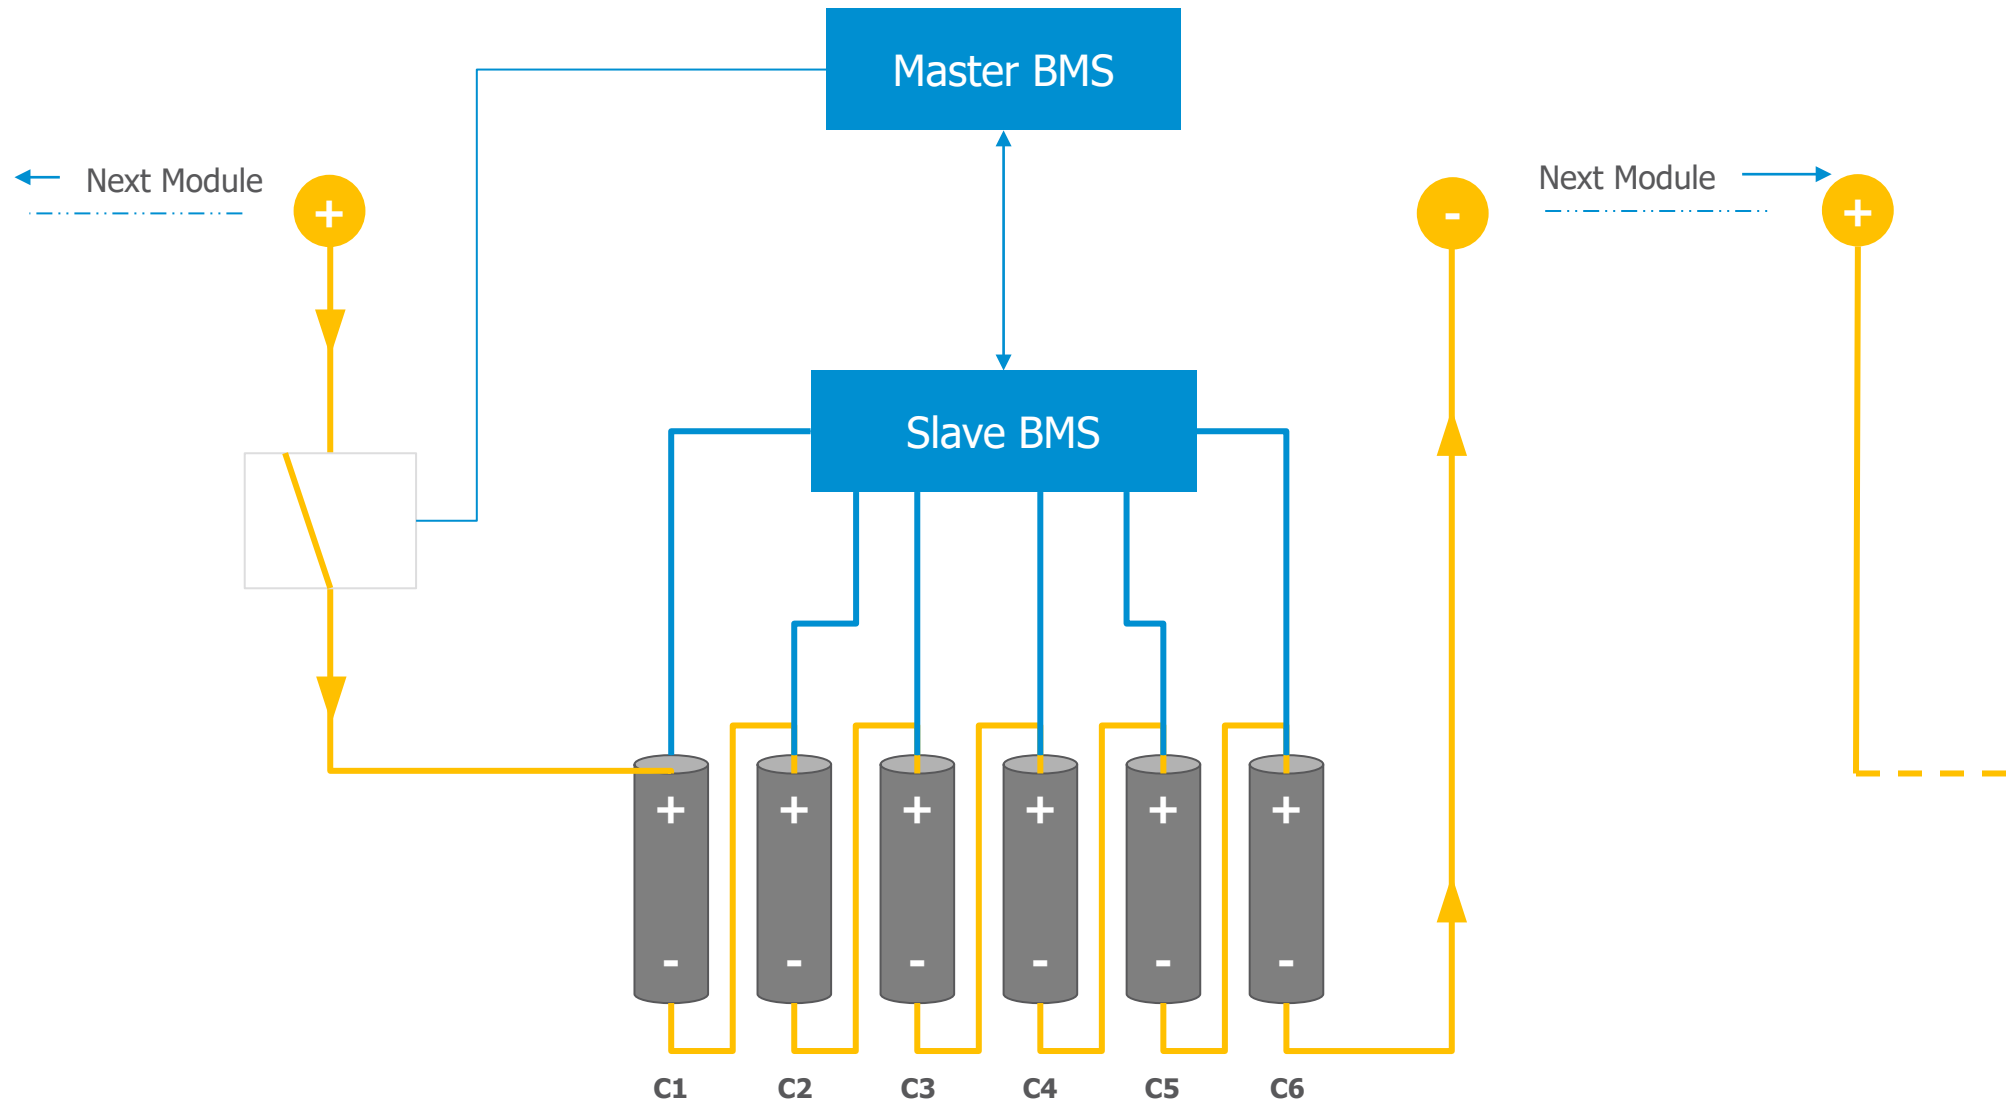 Master BMS
Next Module
+
-
Next Module
+
Slave BMS
+ + + + + +
- - - - - -
C1 C2 C3 C4 C5 C6